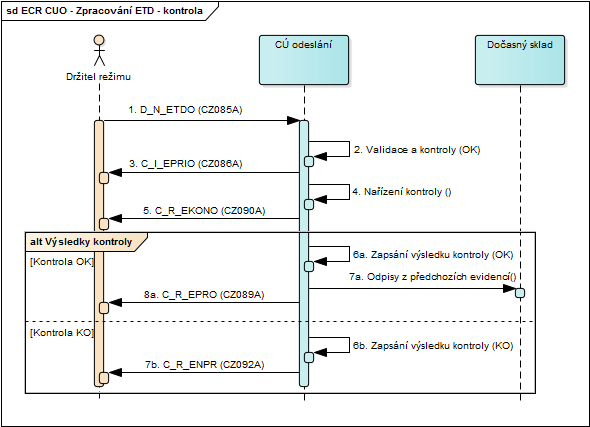 sd ECR CUO - Zpracování ETD - kontrola
Držitel režimu
CÚ odeslání
Dočasný sklad
1. D_N_ETDO (CZ085A)
2. Validace a kontroly (OK)
3. C_I_EPRIO (CZ086A)
4. Nařízení kontroly ()
5. C_R_EKONO (CZ090A)
alt Výsledky kontroly
[Kontrola OK]
6a. Zapsání výsledku kontroly (OK)
7a. Odpisy z předchozích evidencí()
8a. C_R_EPRO (CZ089A)
[Kontrola KO]
6b. Zapsání výsledku kontroly (KO)
7b. C_R_ENPR (CZ092A)